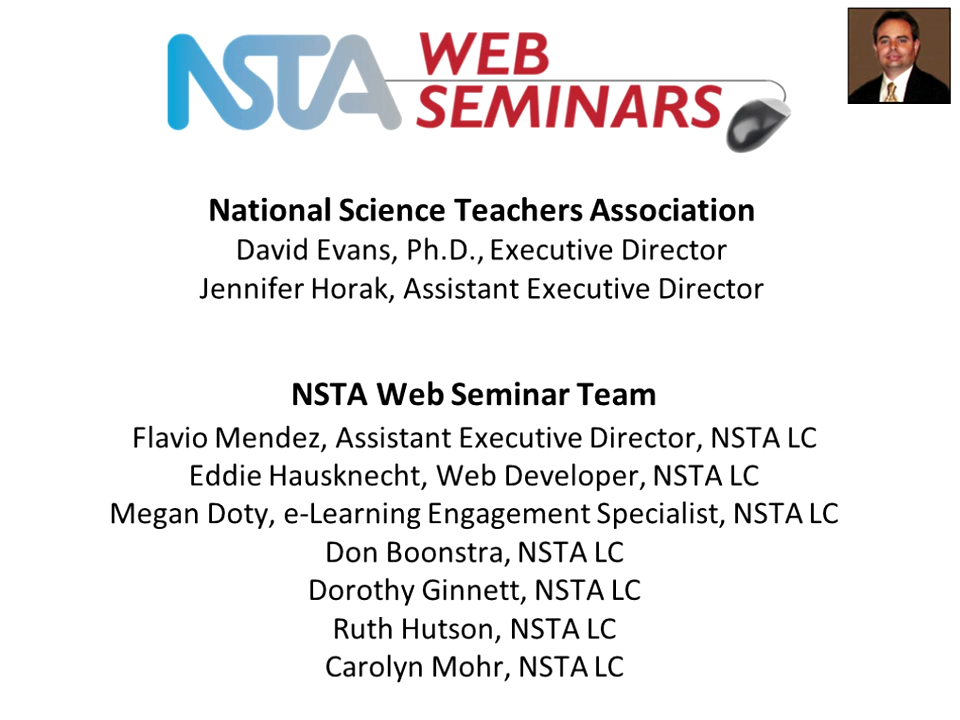 NSTA WEB
SEMINARS
National Science Teachers Association
David Evans, Ph.D., Executive Director
Jennifer Horak, Assistant Executive Director
NSTA Web Seminar Team
Flavio Mendez, Assistant Executive Director, NSTA LC
Eddie Hausknecht, Web Developer, NSTA LC
Megan Doty, e-Learning Engagement Specialist, NSTA LC
Don Boonstra, NSTA LC
Dorothy Ginnett, NSTA LC
Ruth Hutson, NSTA LC
Carolyn Mohr, NSTA LC